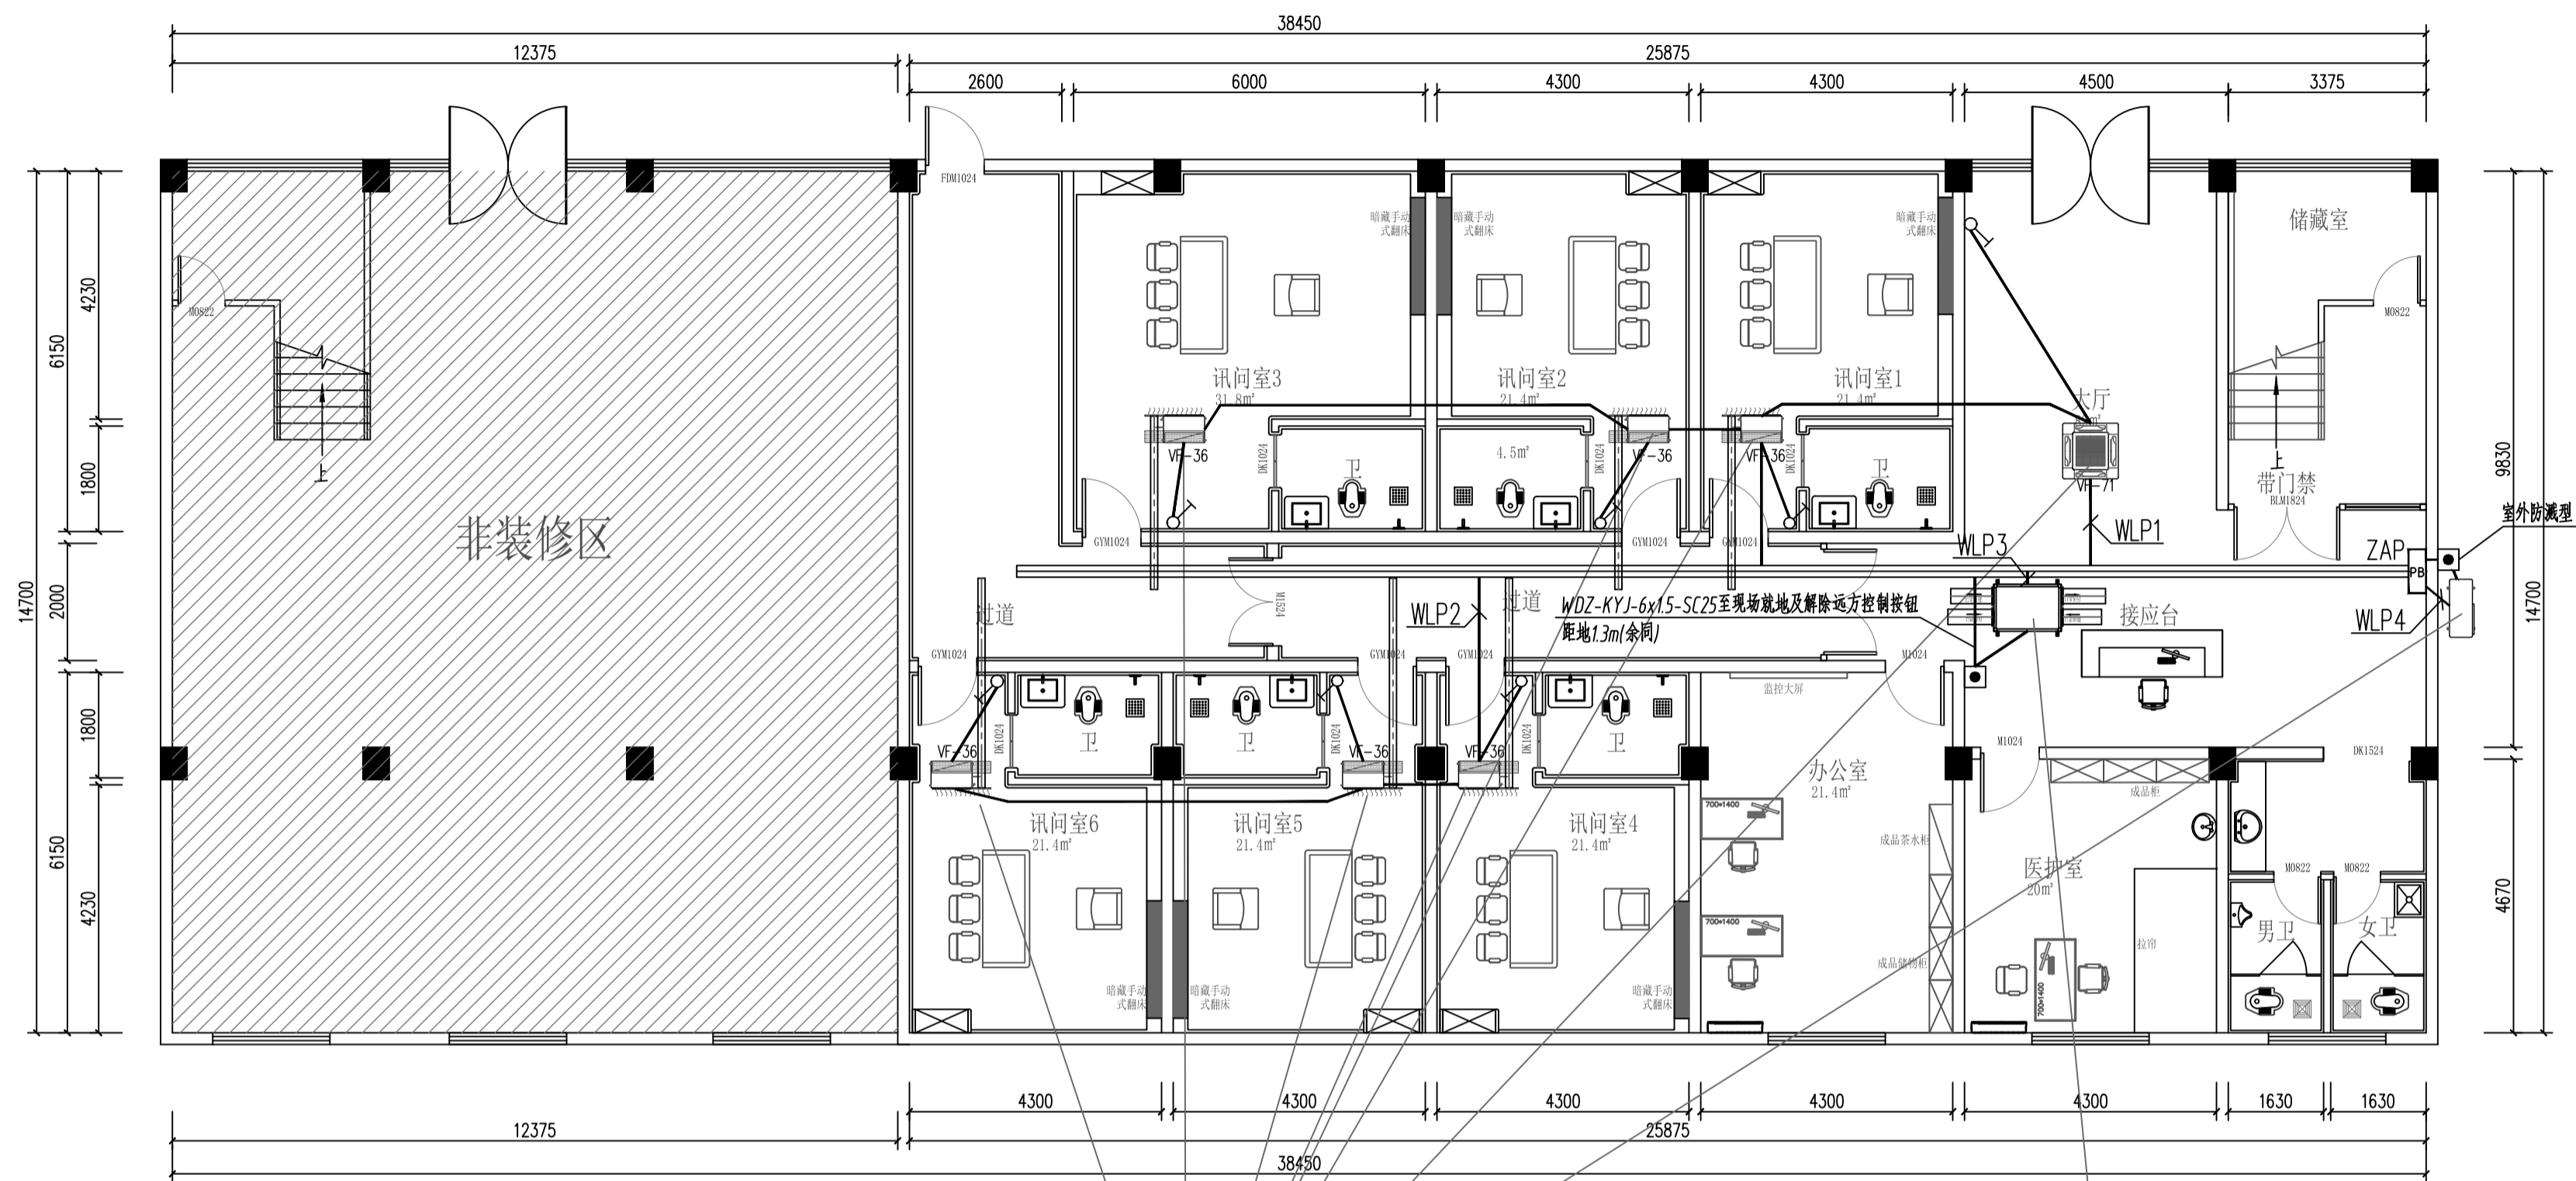 38450
12375
25875
2600
6000
4300
4300
4500
3375
FDM1024
暗藏手动
式翻床
暗藏手动
式翻床
暗藏手动
式翻床
储藏室
M0822
M0822
14700
6150
4230
1800
2000
1800
6150
4230
9830
14700
4670
讯问室3
31.8㎡
讯问室2
21.4㎡
讯问室1
21.4㎡
大厅
VF-36
VF-36
VF-36
VF-71
DK1024
DK1024
DK1024
卫
4.5㎡
卫
上
上
带门禁
BLM1824
室外防溅型
非装修区
GYM1024
GYM1024
GYM1024
WLP3
WLP1
ZAP
PB
M1524
过道
WLP2
过道
WDZ-KYJ-6x1.5-SC25至现场就地及解除远方控制按钮
距地1.3m(余同)
接应台
WLP4
GYM1024
GYM1024
GYM1024
M1024
监控大屏
DK1024
卫
卫
DK1024
DK1024
卫
VF-36
VF-36
VF-36
M1024
DK1524
办公室
21.4㎡
成品柜
700*1400
讯问室6
21.4㎡
讯问室5
21.4㎡
讯问室4
21.4㎡
成品茶水柜
医护室
20㎡
M0822
M0822
700*1400
男卫
女卫
拉帘
成品储物柜
700*1400
暗藏手动
式翻床
暗藏手动
式翻床
暗藏手动
式翻床
4300
4300
4300
4300
4300
1630
1630
12375
25875
38450